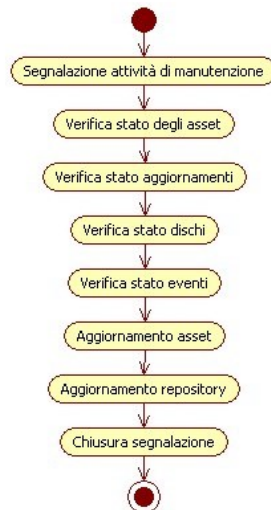 Segnalazione attività di manutenzione
Verifica stato degli asset
Verifica stato aggiornamenti
Verifica stato dischi
Verifica stato eventi
Aggiornamento asset
Aggiornamento repository
Chiusura segnalazione